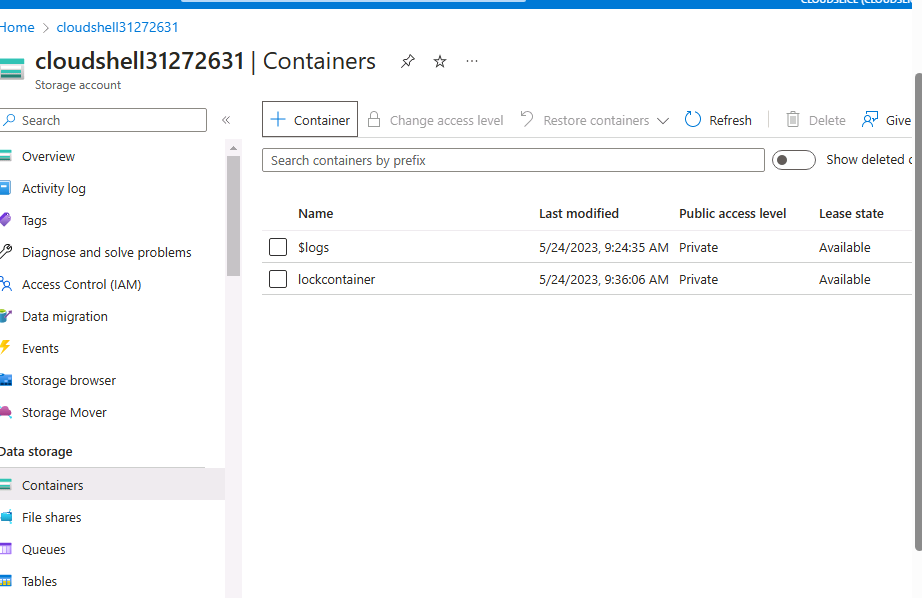 Home > cloudshell31272631
cloudshell31272631 | Containers
Storage account
Search
Container
Change access level
Restore containers
Refresh
Delete
Give
Search containers by prefix
Show deleted
Overview
Activity log
Tags
Diagnose and solve problems
Access Control (IAM)
Data migration
Events
Storage browser
Storage Mover
Data storage
Containers
File shares
Queues
Tables
Name Last modified Public access level Lease state
$logs 5/24/2023, 9:24:35 AM Private Available
lockcontainer 5/24/2023, 9:36:06 AM Private Available